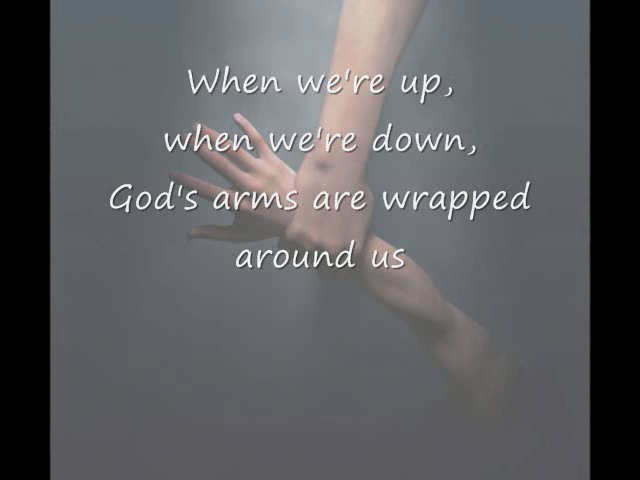 When we're up,
when we're down,
God's arms are wrapped
around us